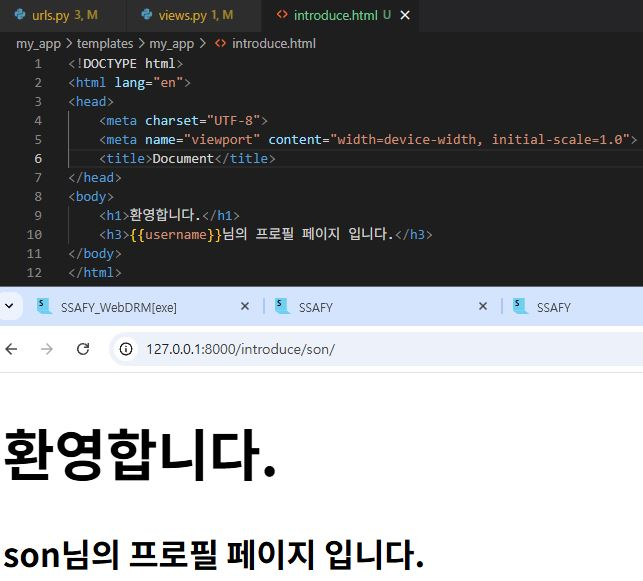 urls.py 3, M views.py 1, M introduce.html U
my_app > templates > my_app > introduce.html
1 <!DOCTYPE html>
2 <html lang="en">
3 <head>
4 <meta charset="UTF-8">
5 <meta name="viewport" content="width=device-width, initial-scale=1.0">
6 <title>Document</title>
7 </head>
8 <body>
9 <h1>환영합니다.</h1>
10 <h3>{{username}}님의 프로필 페이지 입니다.</h3>
11 </body>
12 </html>
SSAFY_WebDRM[exe] SSAFY SSAFY
127.0.0.1:8000/introduce/son/
환영합니다.
son님의 프로필 페이지 입니다.